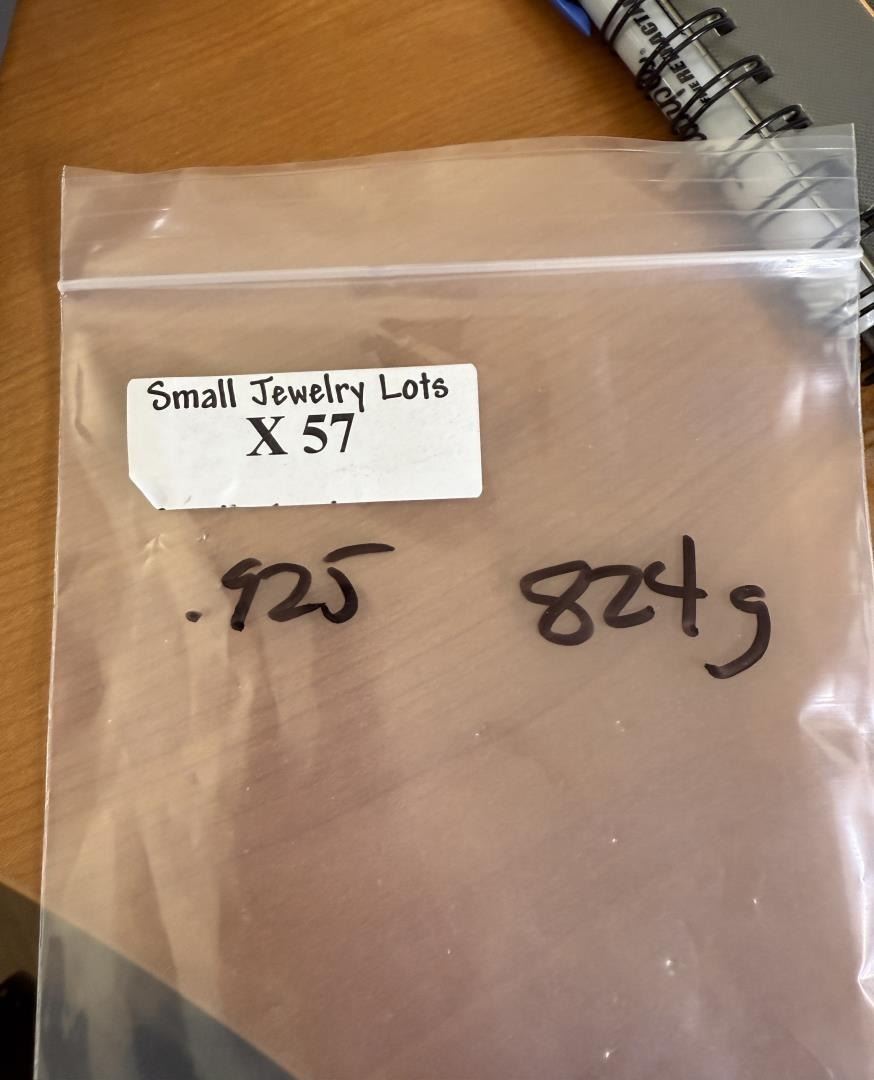 Small Jewelry Lots
X 57
.925 824g